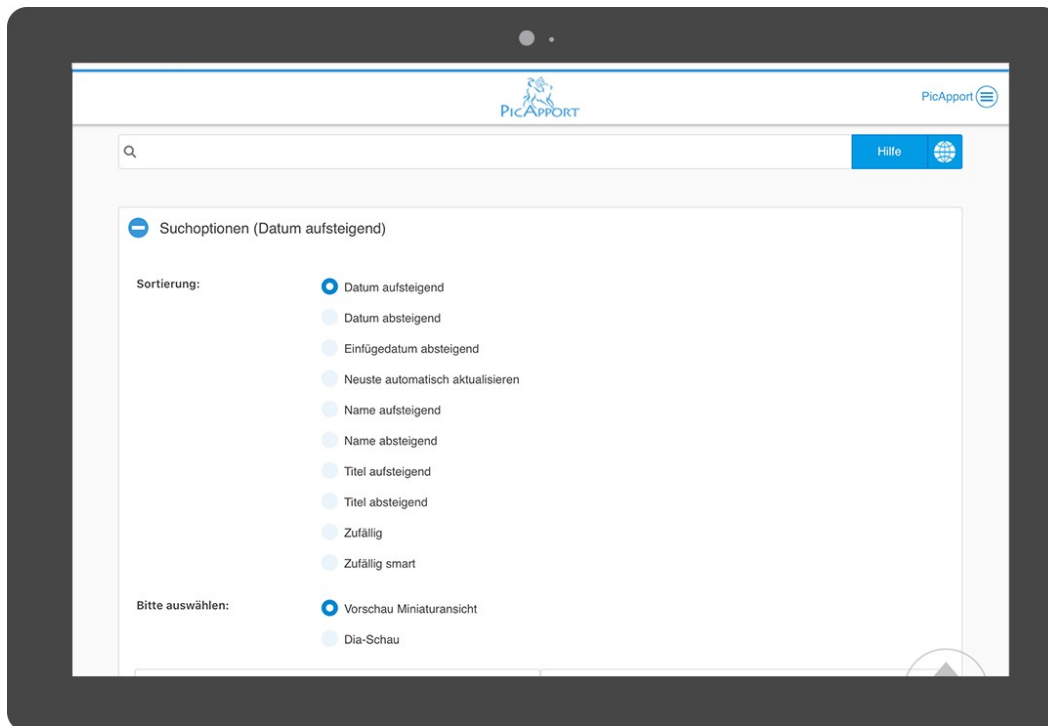 PICAPPORT
PicApport
Hilfe
Suchoptionen (Datum aufsteigend)
Sortierung:
Datum aufsteigend
Datum absteigend
Einfügedatum absteigend
Neuste automatisch aktualisieren
Name aufsteigend
Name absteigend
Titel aufsteigend
Titel absteigend
Zufällig
Zufällig smart
Bitte auswählen:
Vorschau Miniaturansicht
Dia-Schau